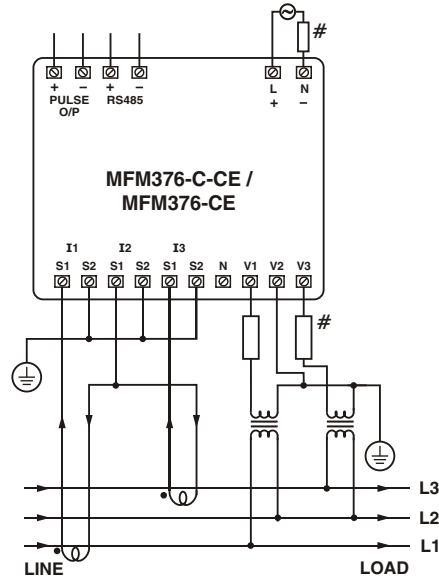 #
L N
+ - + - + -
PULSE RS485
O/P
MFM376-C-CE /
MFM376-CE
I1 I2 I3
S1 S2 S1 S2 S1 S2 N V1 V2 V3
#
L3
L2
L1
LINE LOAD